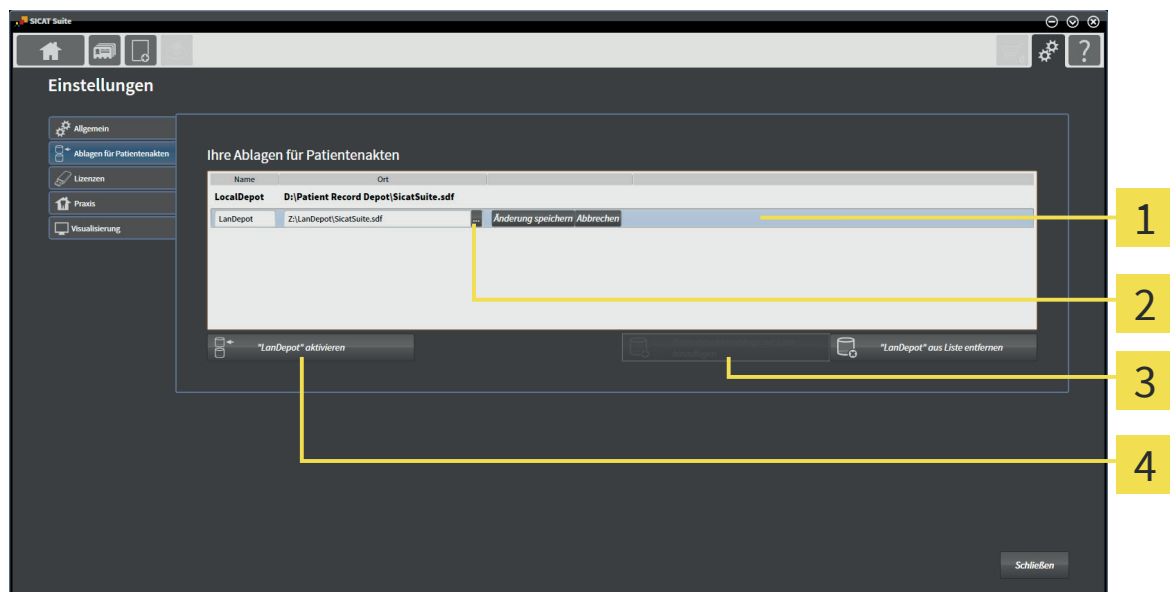 SICAT Suite
?
Einstellungen
Allgemein
Ablagen für Patientenakten
Lizenzen
Praxis
Visualisierung
Ihre Ablagen für Patientenakten
Name Ort
LocalDepot D:\Patient Record Depot\SicatSuite.sdf
LanDepot Z:\LanDepot\SicatSuite.sdf ... Änderung speichern Abbrechen
1
2
"LanDepot" aktivieren
"LanDepot" aus Liste entfernen
3
4
Schließen